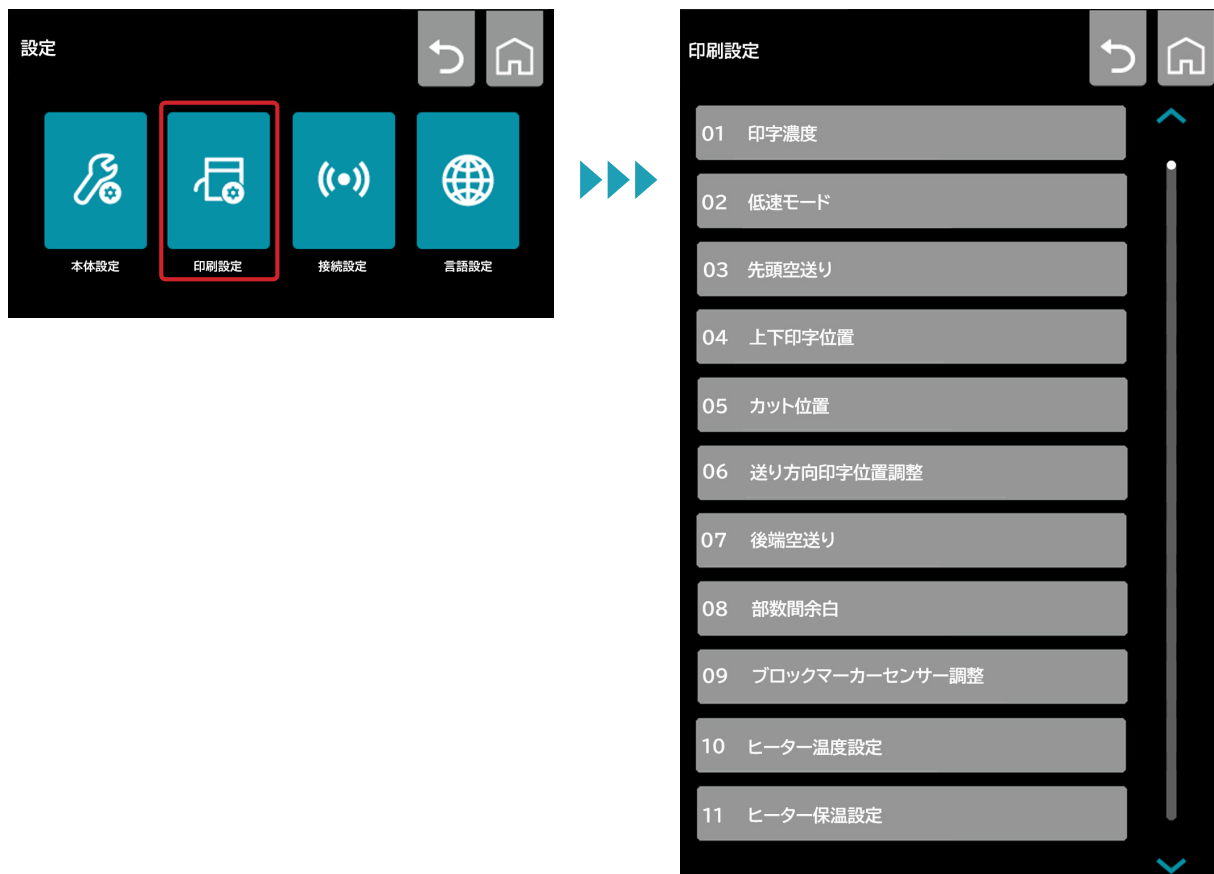 設定
本体設定
印刷設定
接続設定
言語設定
印刷設定
01 印字濃度
02 低速モード
03 先頭空送り
04 上下印字位置
05 カット位置
06 送り方向印字位置調整
07 後端空送り
08 部数間余白
09 ブロックマーカーセンサー調整
10 ヒーター温度設定
11 ヒーター保温設定